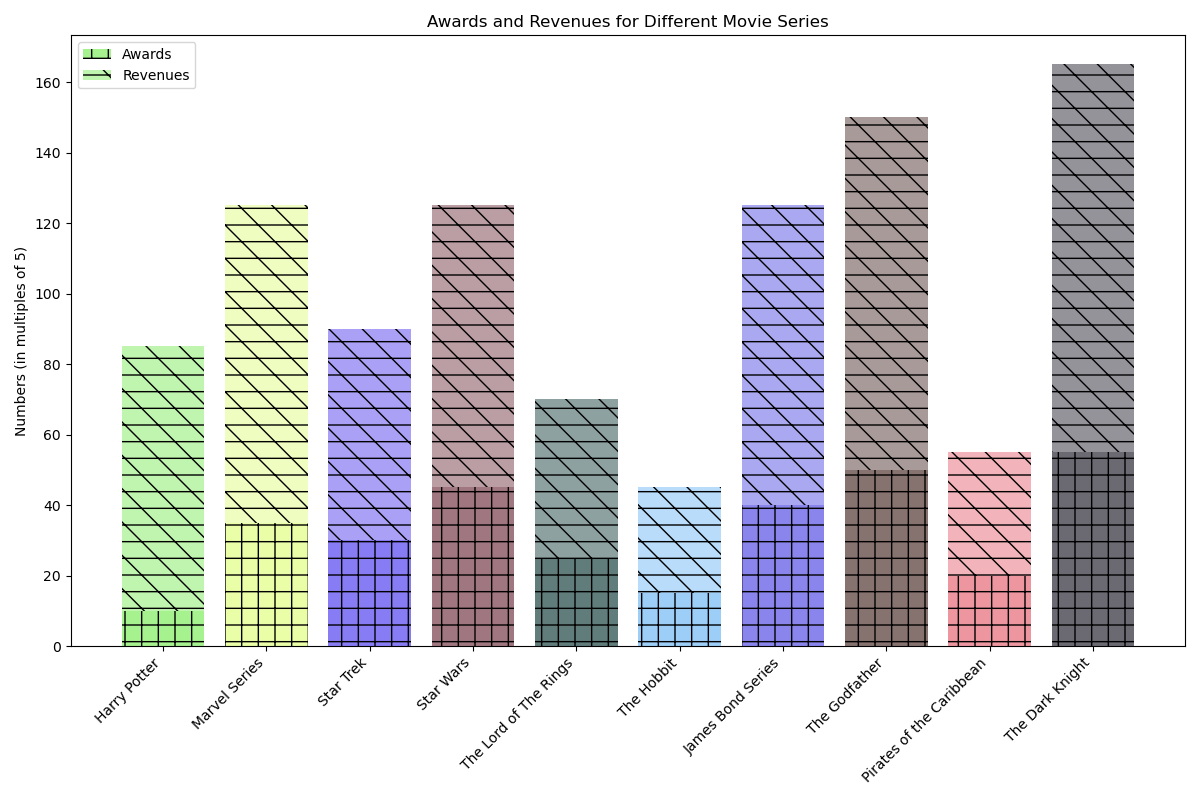 Awards and Revenues for Different Movie Series
Awards
Revenues
Numbers (in multiples of 5)
160
140
120
100
80
60
40
20
0
Harry Potter
Marvel Series
Star Trek
Star Wars
The Lord of The Rings
The Hobbit
James Bond Series
The Godfather
Pirates of the Caribbean
The Dark Knight